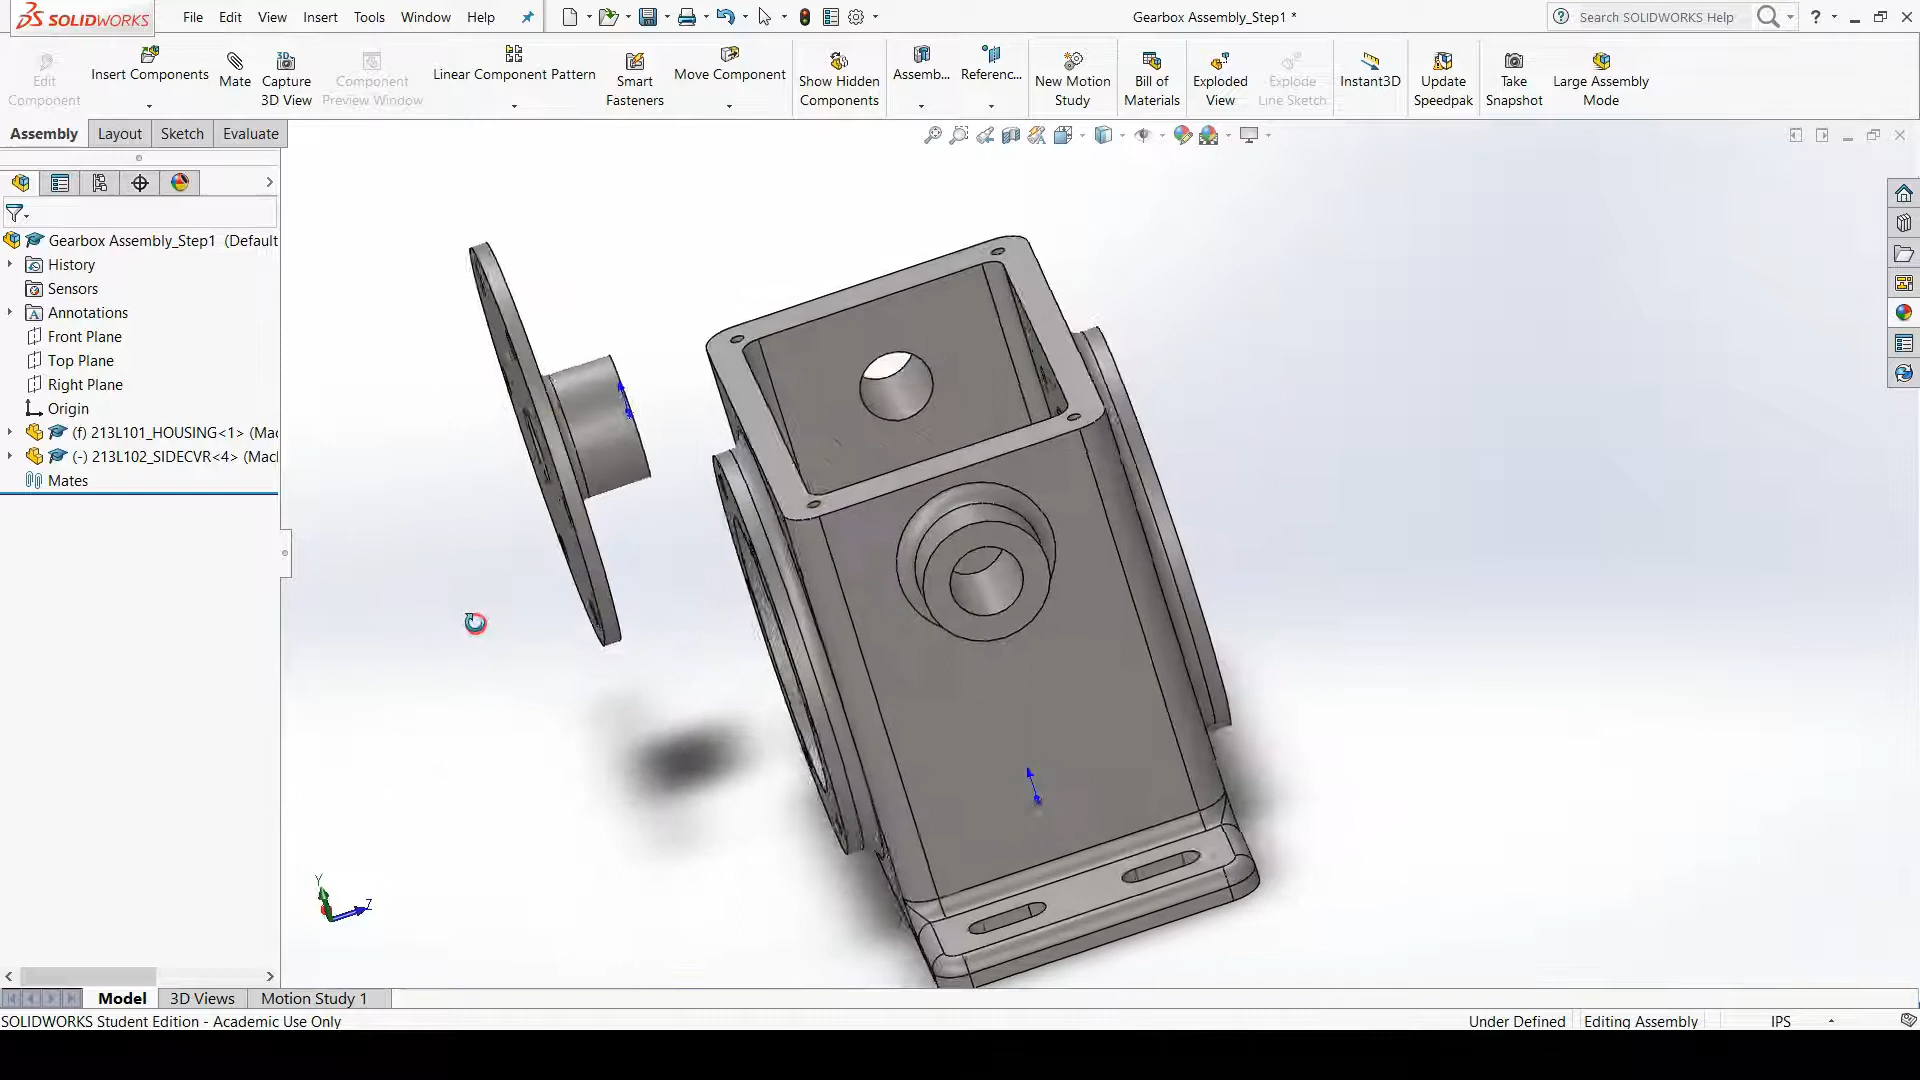 SOLIDWORKS
File Edit View Insert Tools Window Help
Gearbox Assembly_Step1 *
Search SOLIDWORKS Help
Edit Component
Insert Components
Mate
Capture 3D View
Component Preview Window
Linear Component Pattern
Smart Fasteners
Move Component
Show Hidden Components
Assemb...
Referenc...
New Motion Study
Bill of Materials
Exploded View
Explode Line Sketch
Instant3D
Update Speedpak
Take Snapshot
Large Assembly Mode
Assembly Layout Sketch Evaluate
Gearbox Assembly_Step1 (Default
History
Sensors
Annotations
Front Plane
Top Plane
Right Plane
Origin
(f) 213L101_HOUSING<1> (Mac
(-) 213L102_SIDECVR<4> (Mac
Mates
Y
Z
Model 3D Views Motion Study 1
SOLIDWORKS Student Edition - Academic Use Only
Under Defined Editing Assembly IPS